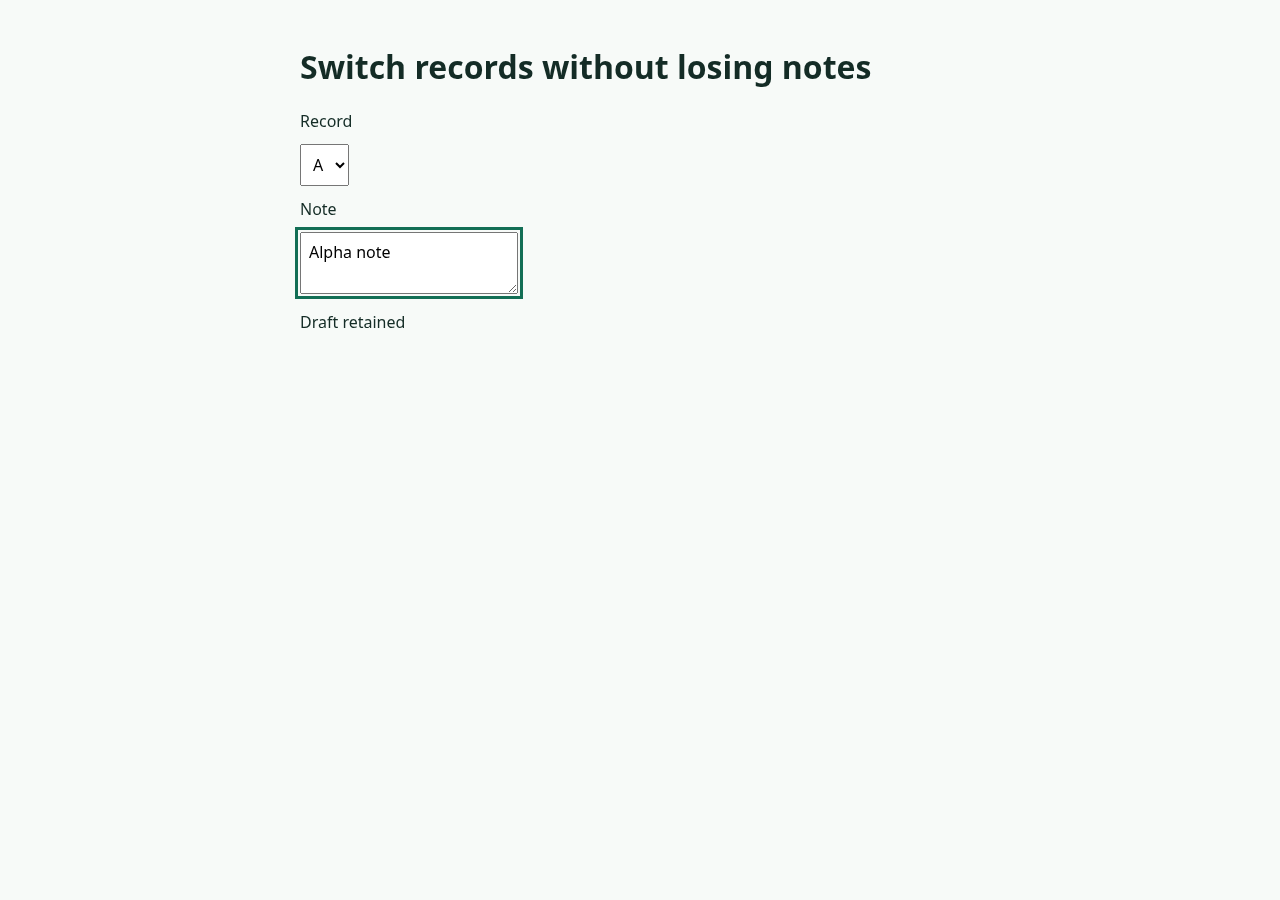 Switch records without losing notes
Record
A
Note
Alpha note
Draft retained